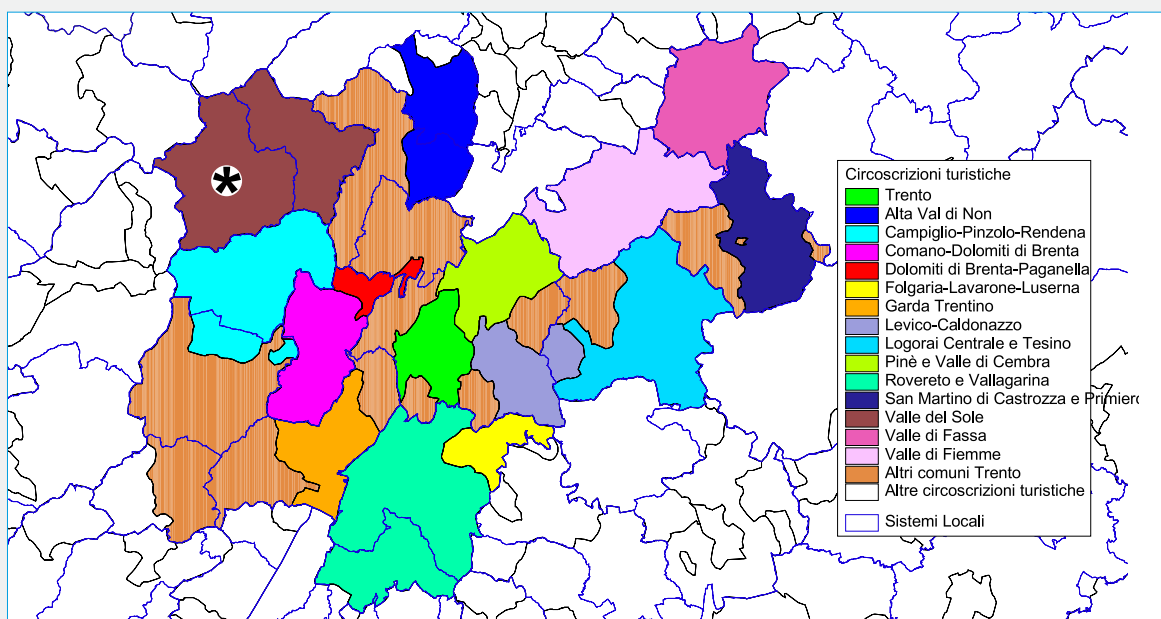 Circoscrizioni turistiche
Trento
Alta Val di Non
Campiglio-Pinzolo-Rendena
Comano-Dolomiti di Brenta
Dolomiti di Brenta-Paganella
Folgaria-Lavarone-Luserna
Garda Trentino
Levico-Caldonazzo
Logorai Centrale e Tesino
Pinè e Valle di Cembra
Rovereto e Vallagarina
San Martino di Castrozza e Primiero
Valle del Sole
Valle di Fassa
Valle di Fiemme
Altri comuni Trento
Altre circoscrizioni turistiche
Sistemi Locali